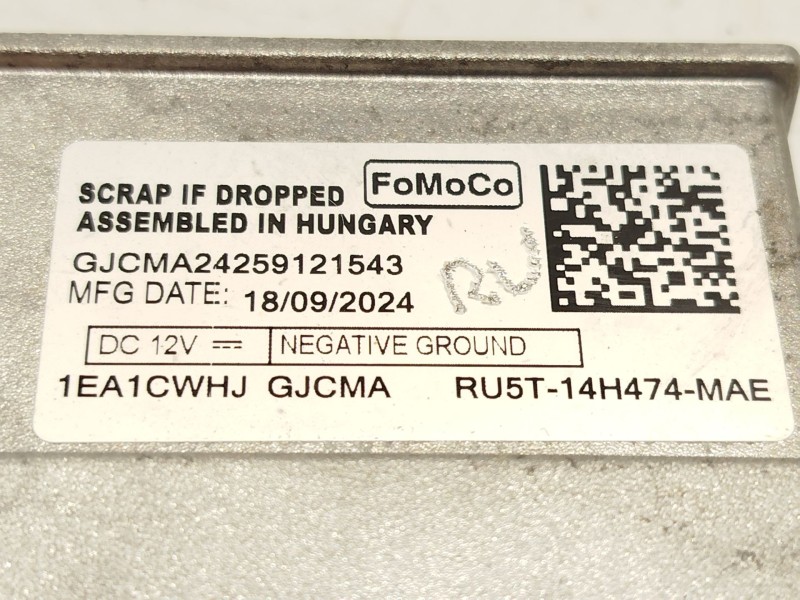 SCRAP IF DROPPED FoMoCo
ASSEMBLED IN HUNGARY
GJCMA24259121543
MFG DATE: 18/09/2024
RU
DC 12V ⎓ NEGATIVE GROUND
1EA1CWHJ GJCMA RU5T-14H474-MAE